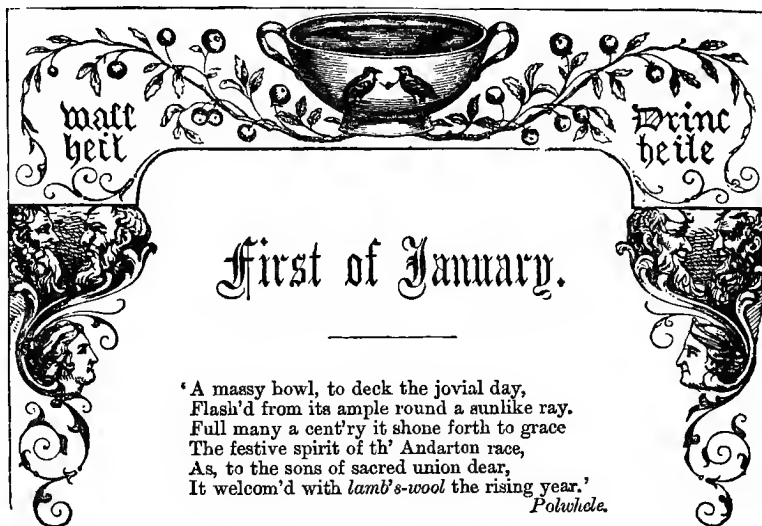 wass
heil
Drinc
heile
First of January.
‘A massy bowl, to deck the jovial day,
Flash’d from its ample round a sunlike ray.
Full many a cent’ry it shone forth to grace
The festive spirit of th’ Andarton race,
As, to the sons of sacred union dear,
It welcom’d with lamb’s-wool the rising year.’
Polwhele.